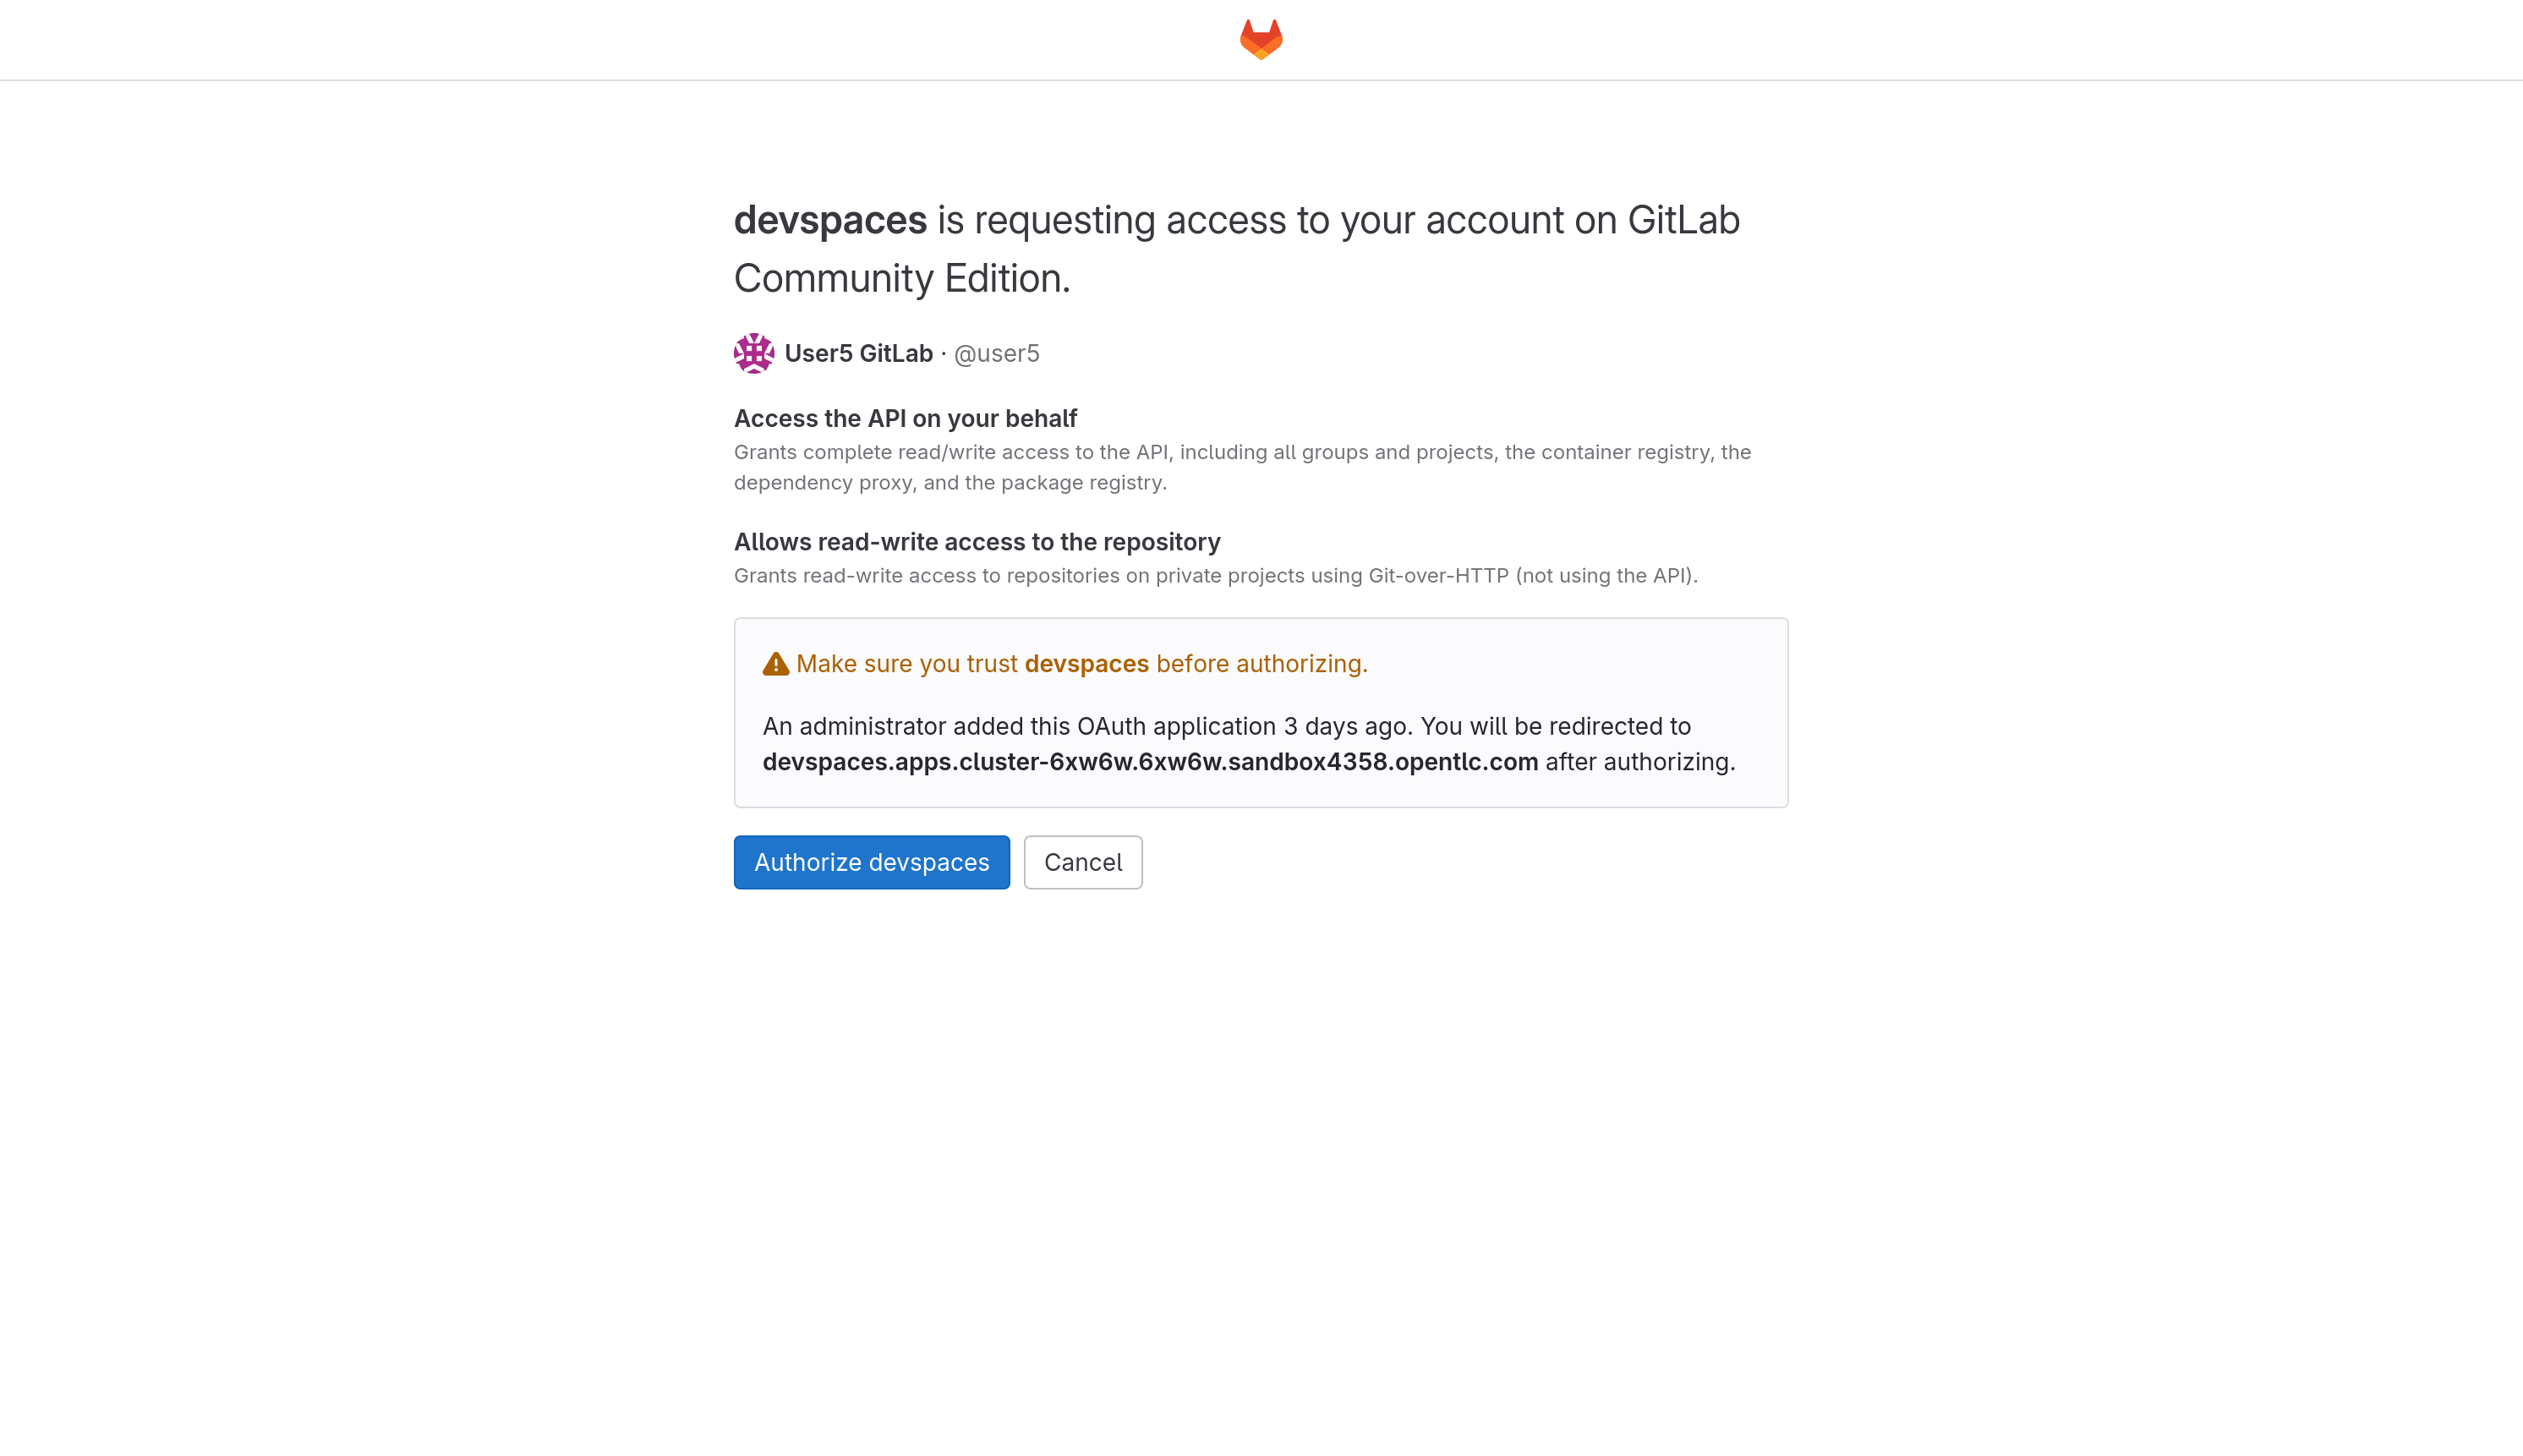 devspaces is requesting access to your account on GitLab
Community Edition.
User5 GitLab · @user5
Access the API on your behalf
Grants complete read/write access to the API, including all groups and projects, the container registry, the
dependency proxy, and the package registry.
Allows read-write access to the repository
Grants read-write access to repositories on private projects using Git-over-HTTP (not using the API).
Make sure you trust devspaces before authorizing.
An administrator added this OAuth application 3 days ago. You will be redirected to
devspaces.apps.cluster-6xw6w.6xw6w.sandbox4358.opentlc.com after authorizing.
Authorize devspaces
Cancel